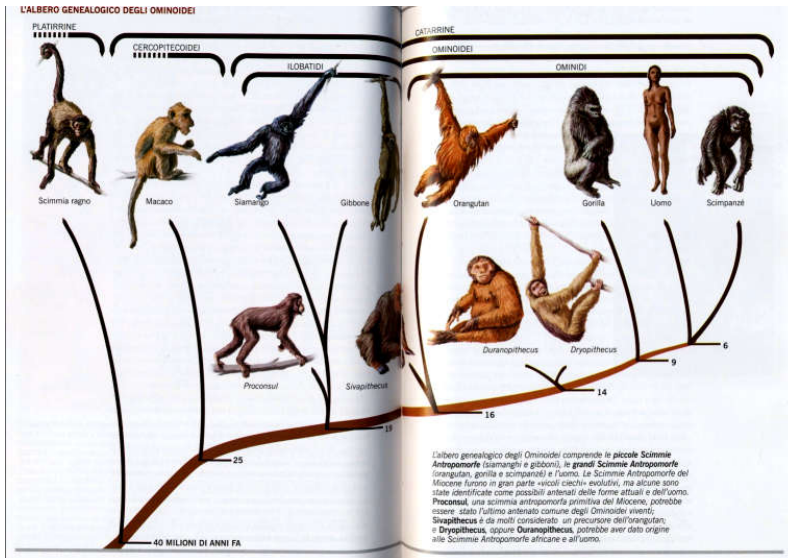 L'ALBERO GENEALOGICO DEGLI OMINOIDEI
PLATIRRINE
CATARRINE
CERCOPITECOIDEI
OMINOIDEI
ILOBATIDI
OMINIDI
Scimmia ragno
Macaco
Siamango
Gibbone
Orangutan
Gorilla
Uomo
Scimpanzé
Proconsul
Sivapithecus
Duranopithecus
Dryopithecus
6
9
14
16
19
25
40 MILIONI DI ANNI FA
L'albero genealogico degli Ominoidei comprende le piccole Scimmie
Antropomorfe (siamanghi e gibboni), le grandi Scimmie Antropomorfe
(orangutan, gorilla e scimpanzé) e l'uomo. Le Scimmie Antropomorfe del
Miocene furono in gran parte «vicoli ciechi» evolutivi, ma alcune sono
state identificate come possibili antenati delle forme attuali e dell'uomo.
Proconsul, una scimmia antropomorfa primitiva del Miocene, potrebbe
essere stato l'ultimo antenato comune degli Ominoidei viventi;
Sivapithecus è da molti considerato un precursore dell'orangutan;
e Dryopithecus, oppure Ouranopithecus, potrebbe aver dato origine
alle Scimmie Antropomorfe africane e all'uomo.